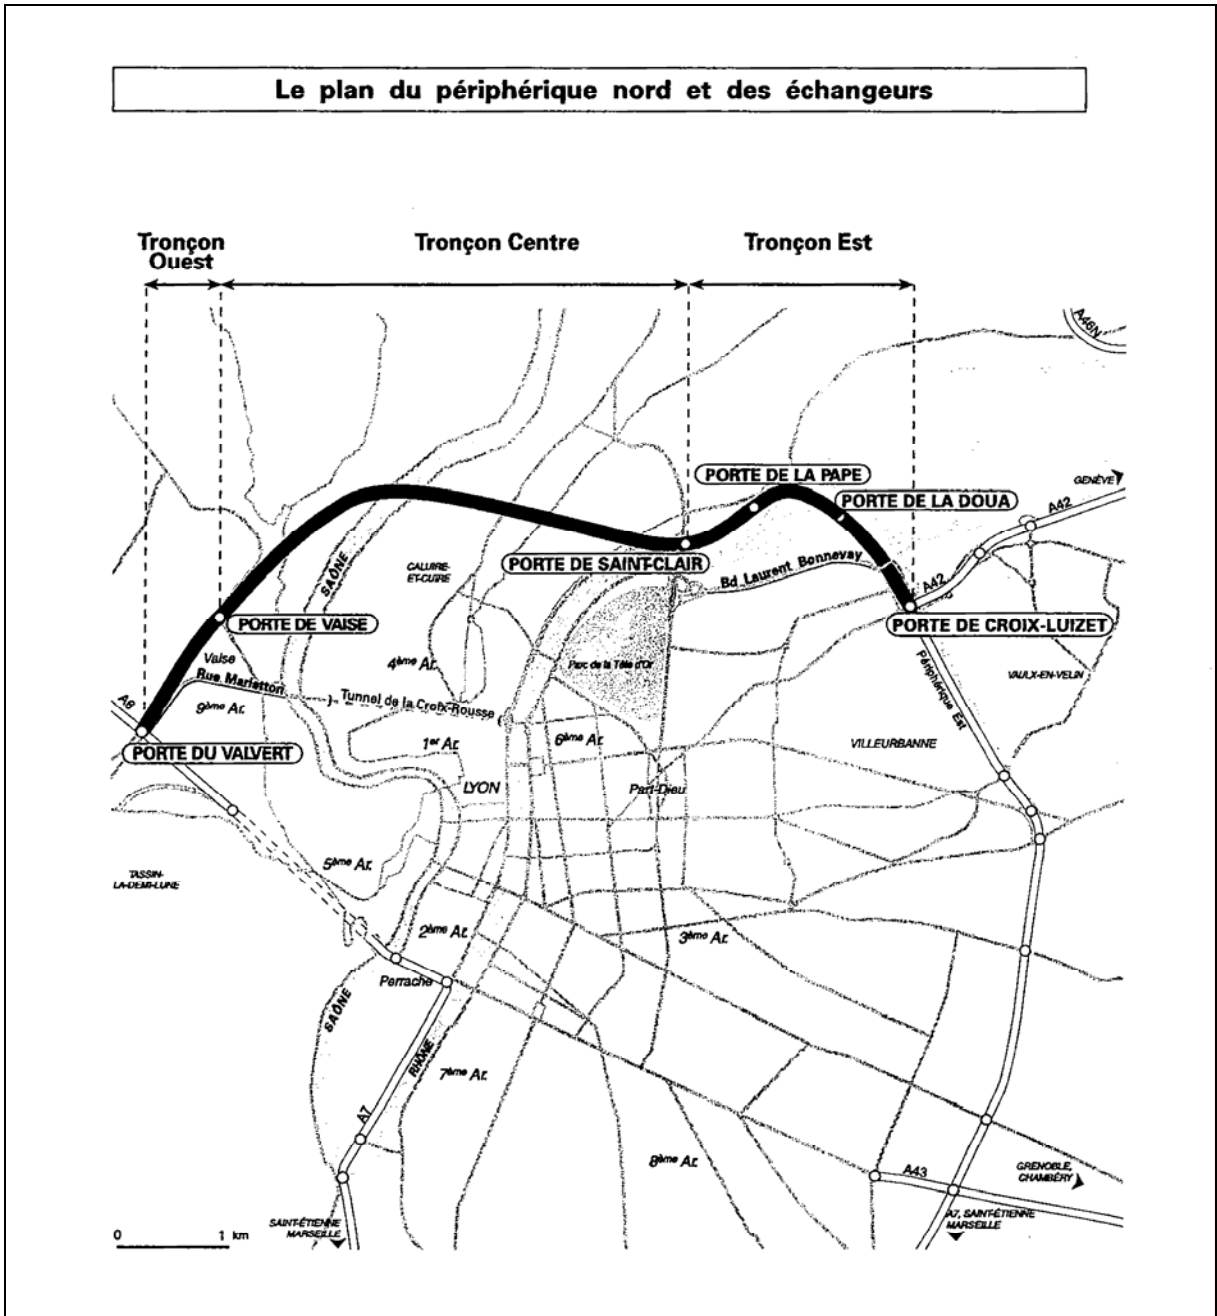 Le plan du périphérique nord et des échangeurs
Tronçon
Ouest
Tronçon Centre
Tronçon Est
A46N
PORTE DE LA PAPE
GENÈVE
PORTE DE LA DOUA
A42
SAÔNE
CALUIRE-
ET-CUIRE
PORTE DE SAINT-CLAIR
Bd Laurent Bonnevay
A42
PORTE DE VAISE
PORTE DE CROIX-LUIZET
Vaise
4ème Ar.
Parc de la Tête d'Or
Périphérique Est
VAULX-EN-VELIN
Rue Marietton
Tunnel de la Croix-Rousse
A6
9ème Ar.
PORTE DU VALVERT
1er Ar.
6ème Ar.
VILLEURBANNE
LYON
Part-Dieu
TASSIN-
LA-DEMI-LUNE
5ème Ar.
2ème Ar.
3ème Ar.
Perrache
SAÔNE
RHÔNE
7ème Ar.
A7
8ème Ar.
A43
GRENOBLE,
CHAMBÉRY
SAINT-ÉTIENNE
MARSEILLE
A7, SAINT-ÉTIENNE
MARSEILLE
0 1 km